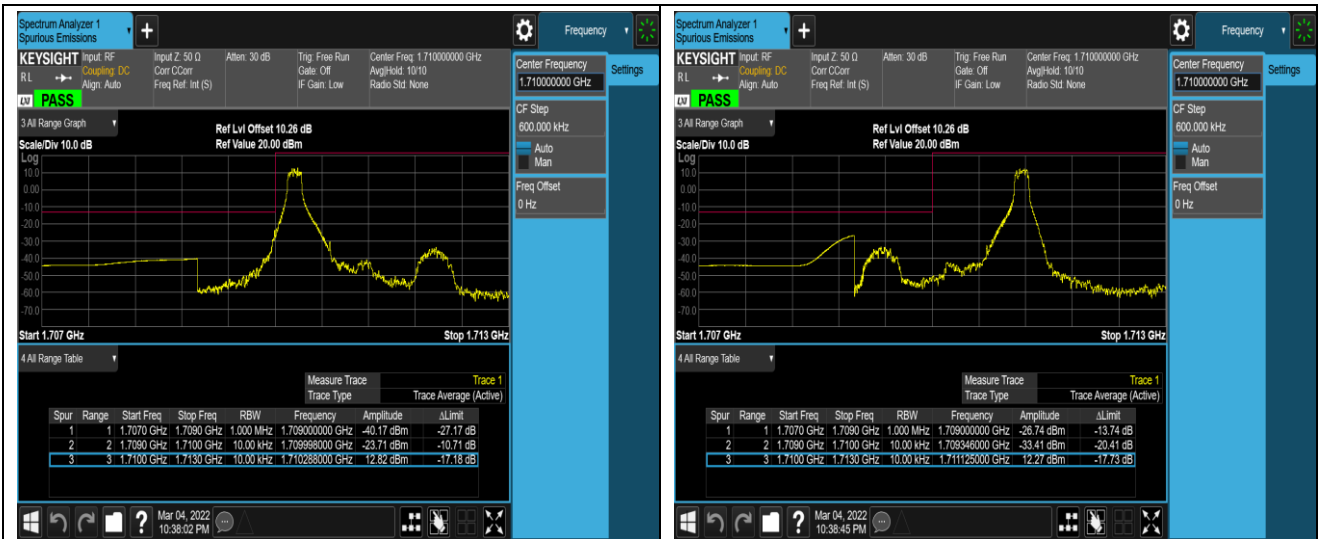 Spectrum Analyzer 1
Spurious Emissions
Frequency
KEYSIGHT Input: RF Input Z: 50 Ω Atten: 30 dB Trig: Free Run Center Freq: 1.710000000 GHz
RL Coupling: DC Corr CCorr Gate: Off Avg|Hold: 10/10
Align: Auto Freq Ref: Int (S) IF Gain: Low Radio Std: None
LXI PASS
Center Frequency
1.710000000 GHz
Settings
CF Step
600.000 kHz
Auto
Man
Freq Offset
0 Hz
3 All Range Graph
Ref Lvl Offset 10.26 dB
Scale/Div 10.0 dB Ref Value 20.00 dBm
Log
10.0
0.00
-10.0
-20.0
-30.0
-40.0
-50.0
-60.0
-70.0
Start 1.707 GHz Stop 1.713 GHz
4 All Range Table
Measure Trace Trace 1
Trace Type Trace Average (Active)
Spur Range Start Freq Stop Freq RBW Frequency Amplitude ΔLimit
1 1 1.7070 GHz 1.7090 GHz 1.000 MHz 1.709000000 GHz -40.17 dBm -27.17 dB
2 2 1.7090 GHz 1.7100 GHz 10.00 kHz 1.709998000 GHz -23.71 dBm -10.71 dB
3 3 1.7100 GHz 1.7130 GHz 10.00 kHz 1.710288000 GHz 12.82 dBm -17.18 dB
? Mar 04, 2022
10:38:02 PM
Spectrum Analyzer 1
Spurious Emissions
Frequency
KEYSIGHT Input: RF Input Z: 50 Ω Atten: 30 dB Trig: Free Run Center Freq: 1.710000000 GHz
RL Coupling: DC Corr CCorr Gate: Off Avg|Hold: 10/10
Align: Auto Freq Ref: Int (S) IF Gain: Low Radio Std: None
LXI PASS
Center Frequency
1.710000000 GHz
Settings
CF Step
600.000 kHz
Auto
Man
Freq Offset
0 Hz
3 All Range Graph
Ref Lvl Offset 10.26 dB
Scale/Div 10.0 dB Ref Value 20.00 dBm
Log
10.0
0.00
-10.0
-20.0
-30.0
-40.0
-50.0
-60.0
-70.0
Start 1.707 GHz Stop 1.713 GHz
4 All Range Table
Measure Trace Trace 1
Trace Type Trace Average (Active)
Spur Range Start Freq Stop Freq RBW Frequency Amplitude ΔLimit
1 1 1.7070 GHz 1.7090 GHz 1.000 MHz 1.709000000 GHz -26.74 dBm -13.74 dB
2 2 1.7090 GHz 1.7100 GHz 10.00 kHz 1.709346000 GHz -33.41 dBm -20.41 dB
3 3 1.7100 GHz 1.7130 GHz 10.00 kHz 1.711125000 GHz 12.27 dBm -17.73 dB
? Mar 04, 2022
10:38:45 PM